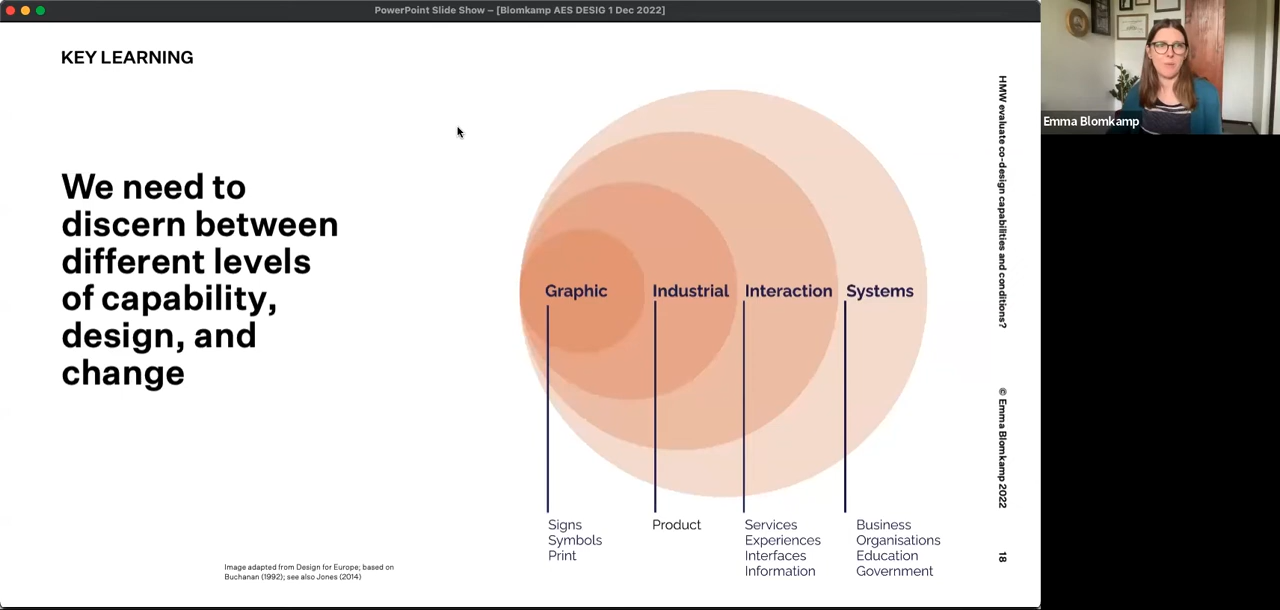 PowerPoint Slide Show – [Blomkamp AES DESIG 1 Dec 2022]
KEY LEARNING
We need to
discern between
different levels
of capability,
design, and
change
Graphic
Industrial
Interaction
Systems
Signs
Symbols
Print
Product
Services
Experiences
Interfaces
Information
Business
Organisations
Education
Government
Image adapted from Design for Europe; based on
Buchanan (1992); see also Jones (2014)
HMW evaluate co-design capabilities and conditions?
© Emma Blomkamp 2022
18
Emma Blomkamp